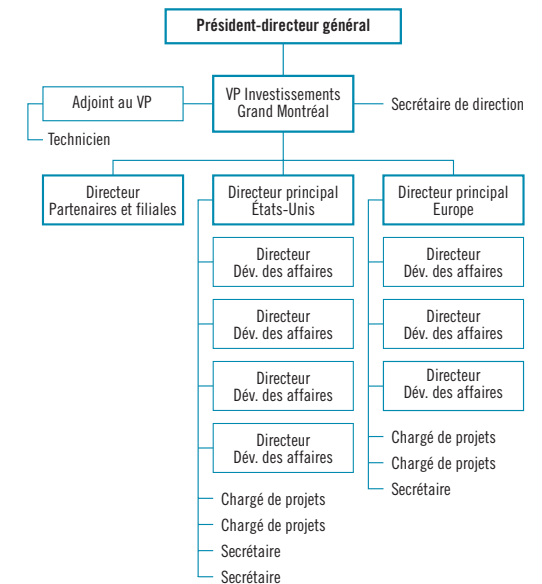 Président-directeur général
Adjoint au VP
VP Investissements
Grand Montréal
Secrétaire de direction
Technicien
Directeur
Partenaires et filiales
Directeur principal
États-Unis
Directeur
Dév. des affaires
Directeur
Dév. des affaires
Directeur
Dév. des affaires
Directeur
Dév. des affaires
Chargé de projets
Chargé de projets
Secrétaire
Secrétaire
Directeur principal
Europe
Directeur
Dév. des affaires
Directeur
Dév. des affaires
Directeur
Dév. des affaires
Chargé de projets
Chargé de projets
Secrétaire